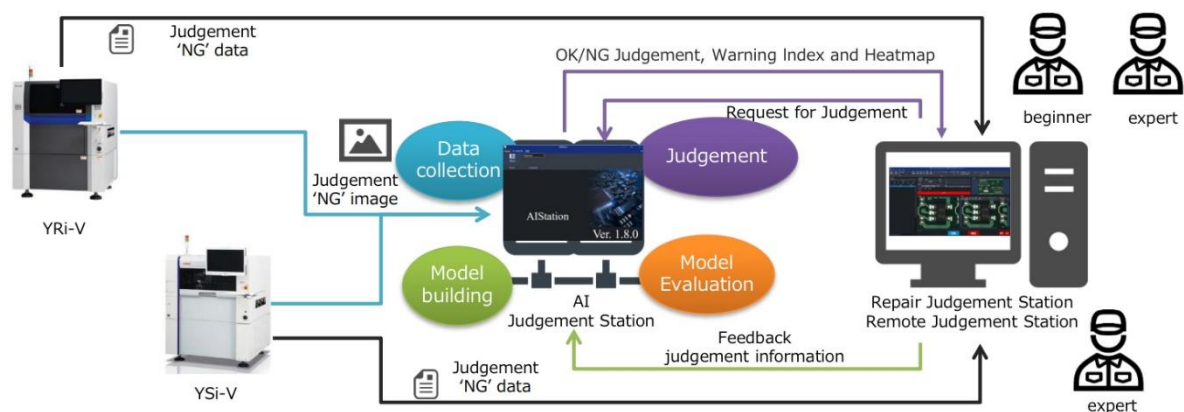 Judgement
‘NG’ data
OK/NG Judgement, Warning Index and Heatmap
Request for Judgement
beginner
expert
Data
collection
Judgement
Judgement
‘NG’ image
AIStation
Ver. 1.8.0
YRi-V
Model
building
Model
Evaluation
AI
Judgement Station
Repair Judgement Station
Remote Judgement Station
Feedback
judgement information
Judgement
‘NG’ data
YSi-V
expert